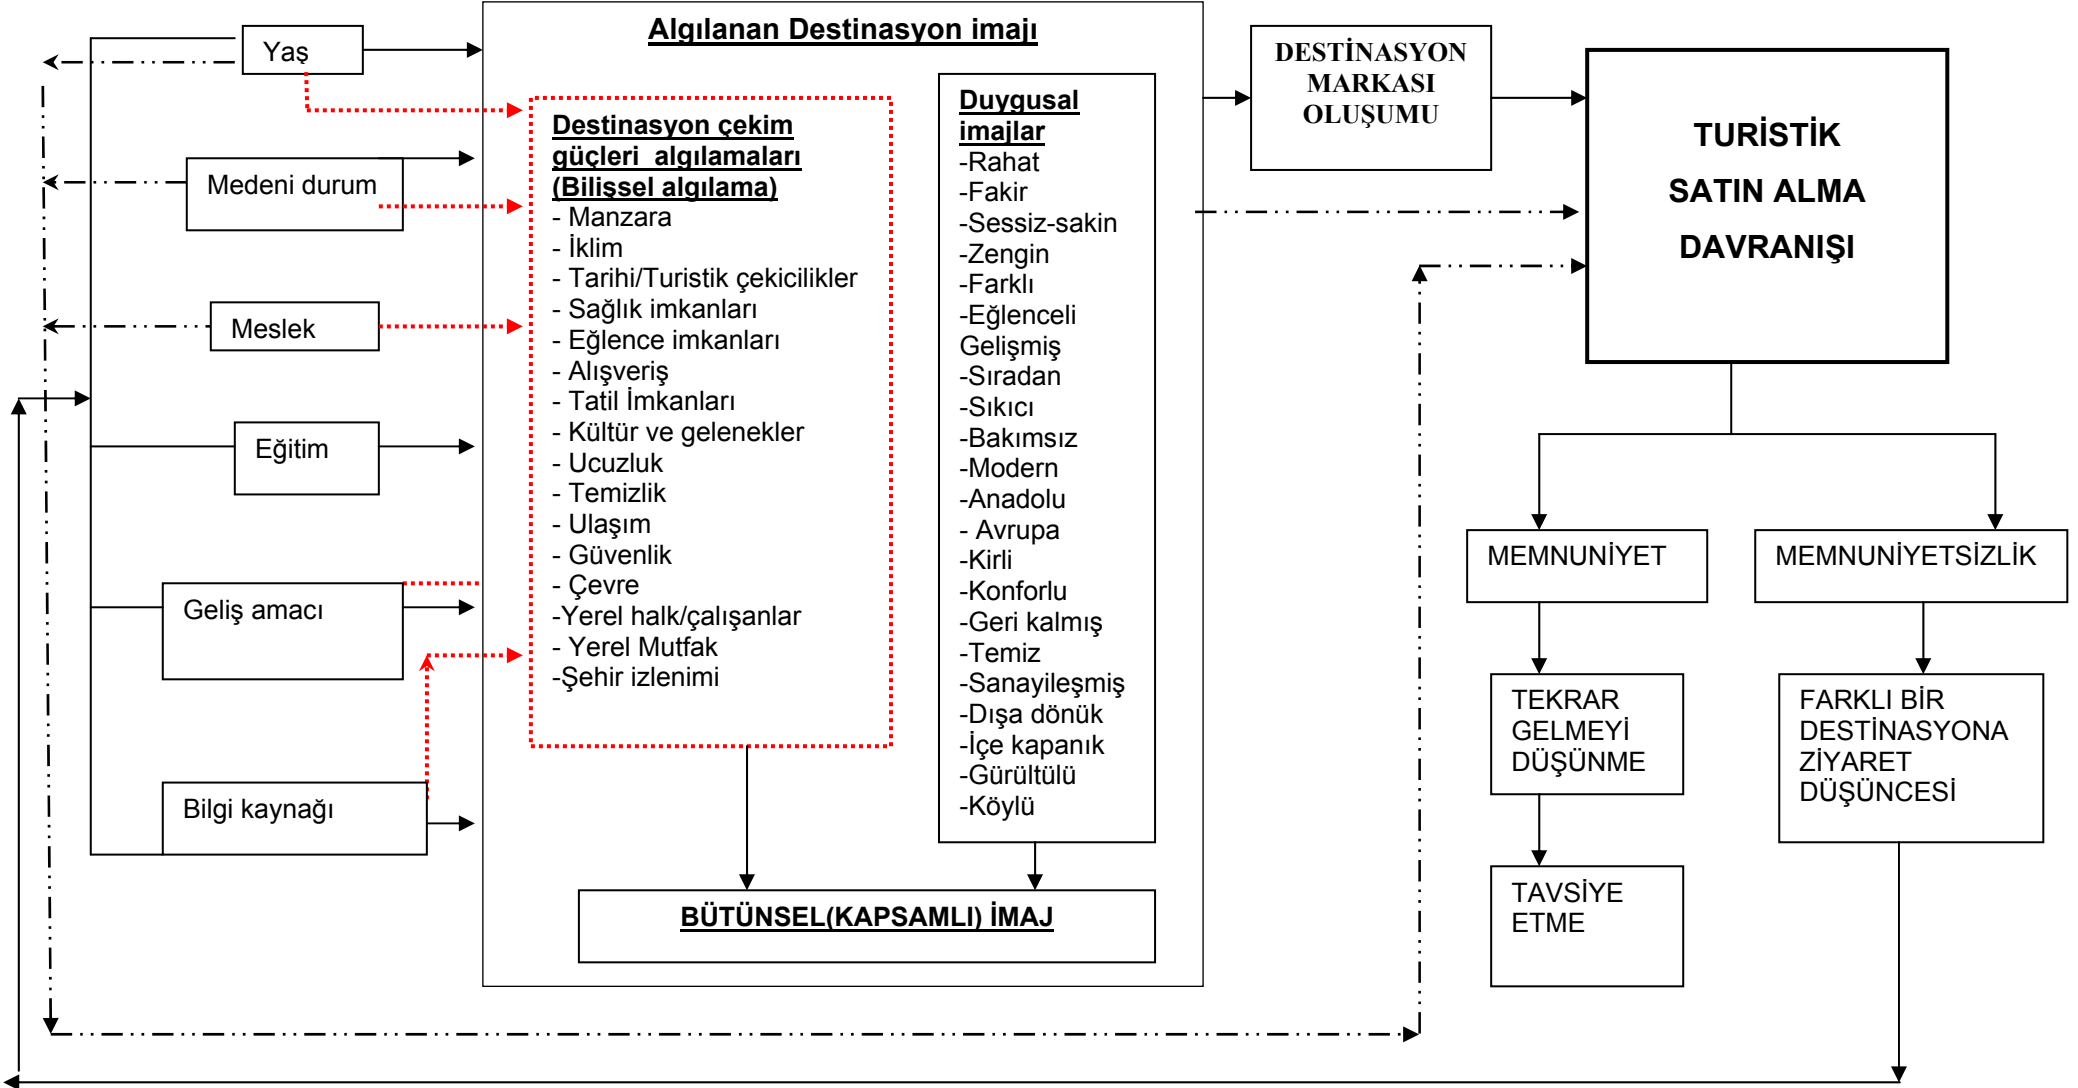 Algılanan Destinasyon imajı
Yaş
Medeni durum
Meslek
Eğitim
Geliş amacı
Bilgi kaynağı
Destinasyon çekim
güçleri algılamaları
(Bilişsel algılama)
- Manzara
- İklim
- Tarihi/Turistik çekicilikler
- Sağlık imkanları
- Eğlence imkanları
- Alışveriş
- Tatil İmkanları
- Kültür ve gelenekler
- Ucuzluk
- Temizlik
- Ulaşım
- Güvenlik
- Çevre
-Yerel halk/çalışanlar
- Yerel Mutfak
-Şehir izlenimi
Duygusal
imajlar
-Rahat
-Fakir
-Sessiz-sakin
-Zengin
-Farklı
-Eğlenceli
Gelişmiş
-Sıradan
-Sıkıcı
-Bakımsız
-Modern
-Anadolu
- Avrupa
-Kirli
-Konforlu
-Geri kalmış
-Temiz
-Sanayileşmiş
-Dışa dönük
-İçe kapanık
-Gürültülü
-Köylü
BÜTÜNSEL(KAPSAMLI) İMAJ
DESTİNASYON
MARKASI
OLUŞUMU
TURİSTİK
SATIN ALMA
DAVRANIŞI
MEMNUNİYET
MEMNUNİYETSİZLİK
TEKRAR
GELMEYİ
DÜŞÜNME
FARKLI BİR
DESTİNASYONA
ZİYARET
DÜŞÜNCESİ
TAVSİYE
ETME